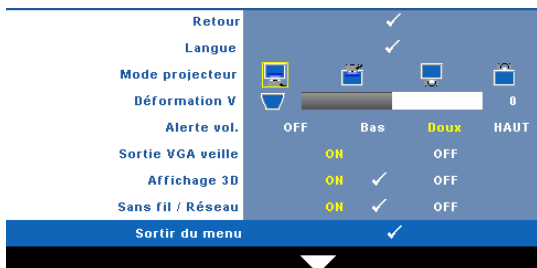 Retour
Langue
Mode projecteur
Déformation V 0
Alerte vol. OFF Bas Doux HAUT
Sortie VGA veille ON OFF
Affichage 3D ON OFF
Sans fil / Réseau ON OFF
Sortir du menu